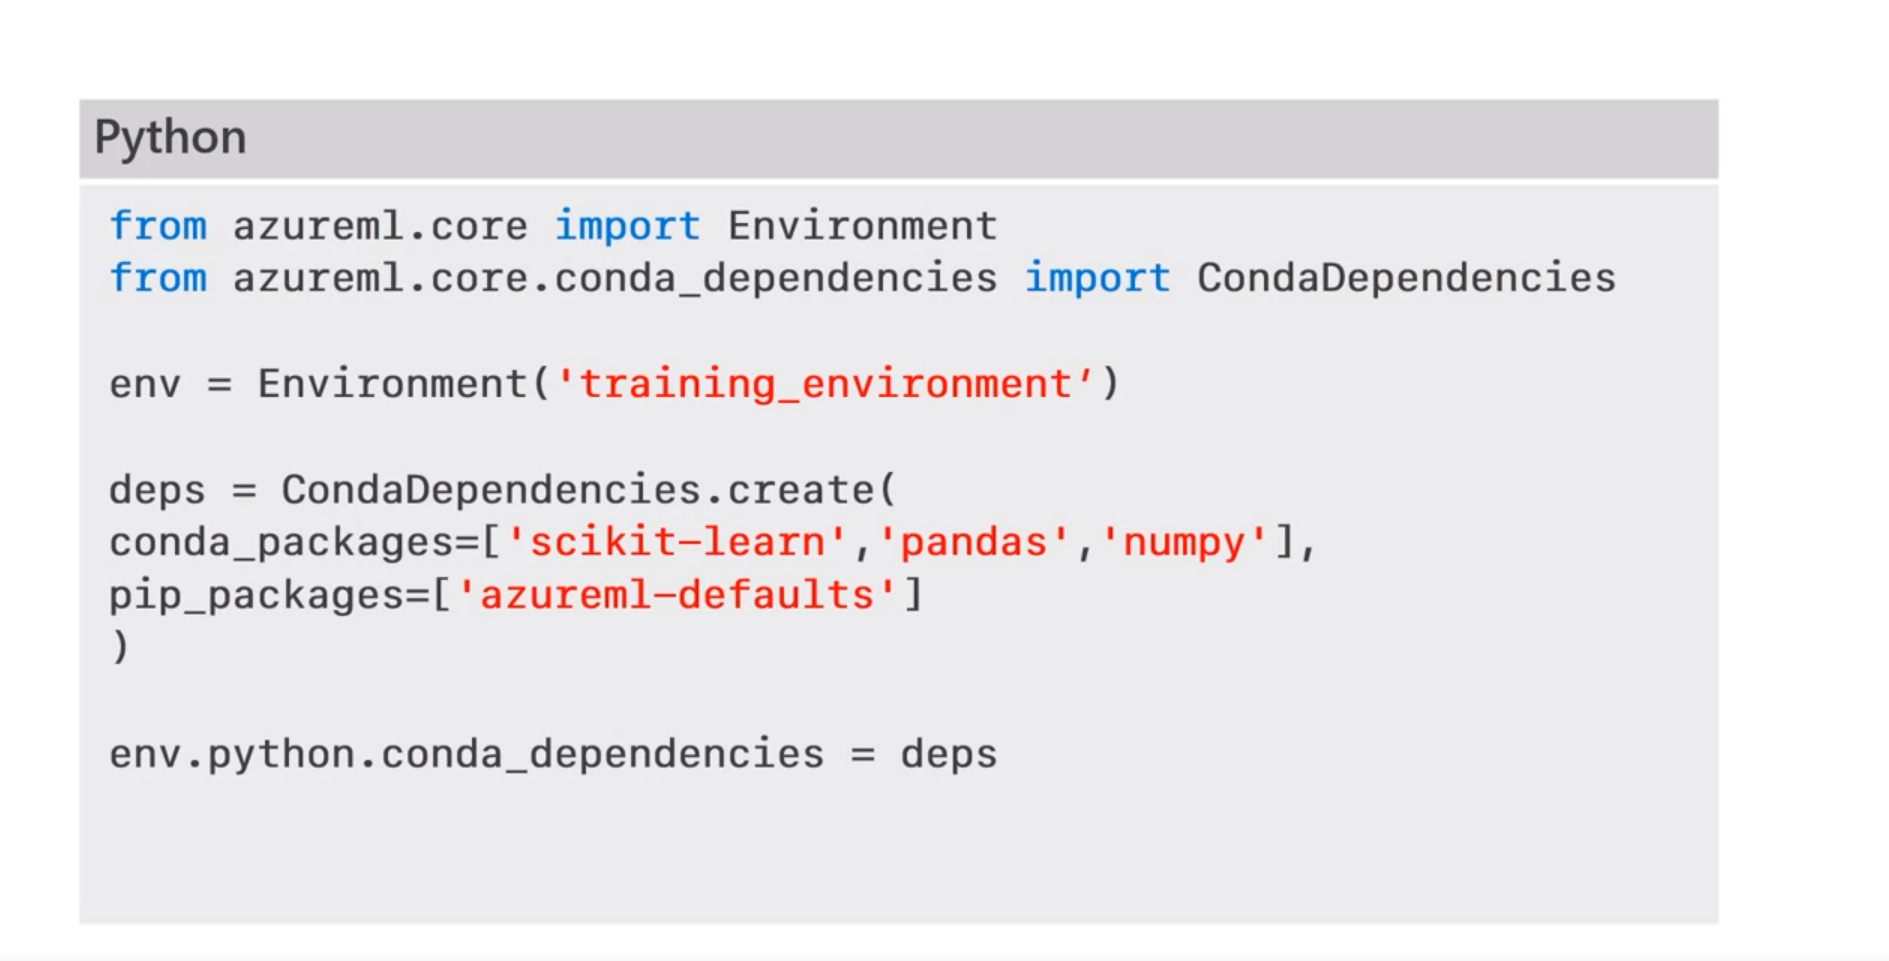 Python
from azureml.core import Environment
from azureml.core.conda_dependencies import CondaDependencies
env = Environment('training_environment’)
deps = CondaDependencies.create(
conda_packages=['scikit-learn','pandas','numpy'],
pip_packages=['azureml-defaults']
)
env.python.conda_dependencies = deps